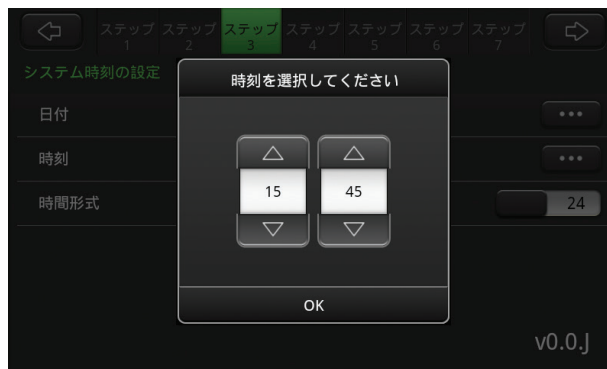 ステップ ステップ ステップ ステップ ステップ ステップ ステップ
1 2 3 4 5 6 7
システム時刻の設定
時刻を選択してください
日付
時刻
15 45
時間形式
24
OK
v0.0.J